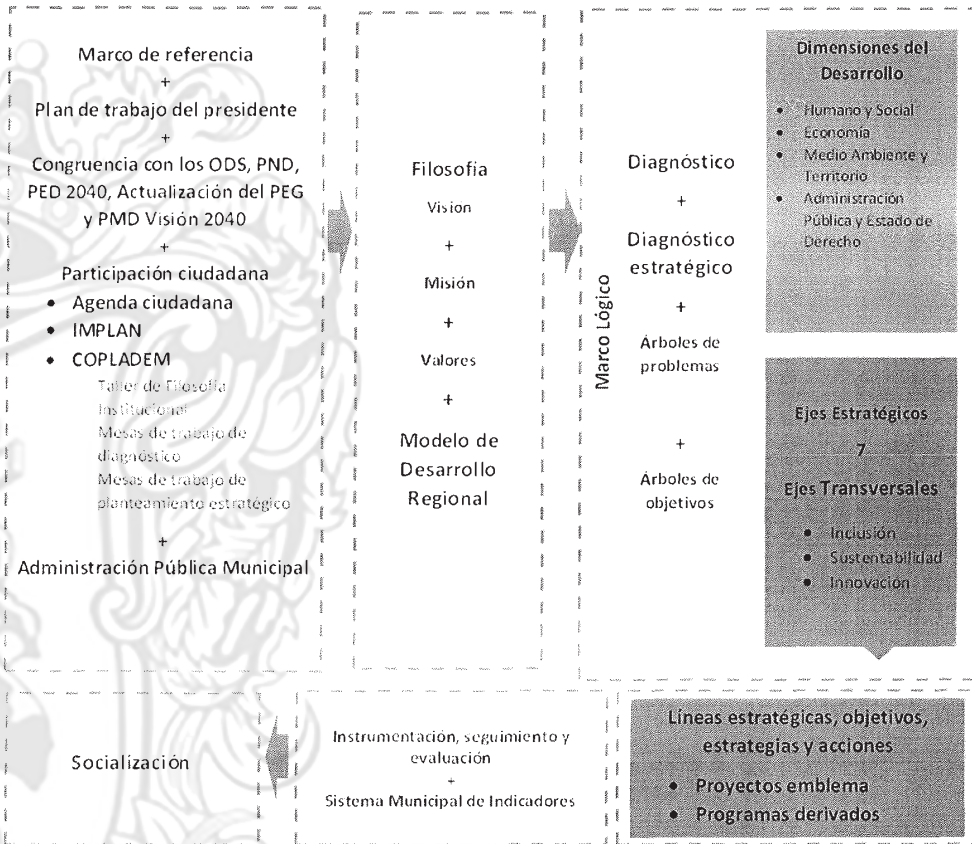 Marco de referencia
+
Plan de trabajo del presidente
+
Congruencia con los ODS, PND,
PED 2040, Actualización del PEG
y PMD Visión 2040
+
Participación ciudadana
• Agenda ciudadana
• IMPLAN
• COPLADEM
Taller de Filosofía
Institucional
Mesas de trabajo de
diagnóstico
Mesas de trabajo de
planteamiento estratégico
+
Administración Pública Municipal
Filosofía
Vision
+
Misión
+
Valores
+
Modelo de
Desarrollo
Regional
Marco Lógico
Diagnóstico
+
Diagnóstico
estratégico
+
Árboles de
problemas
+
Árboles de
objetivos
Dimensiones del
Desarrollo
• Humano y Social
• Economía
• Medio Ambiente y
Territorio
• Administración
Pública y Estado de
Derecho
Ejes Estratégicos
7
Ejes Transversales
• Inclusión
• Sustentabilidad
• Innovación
Líneas estratégicas, objetivos,
estrategias y acciones
• Proyectos emblema
• Programas derivados
Instrumentación, seguimiento y
evaluación
+
Sistema Municipal de Indicadores
Socialización